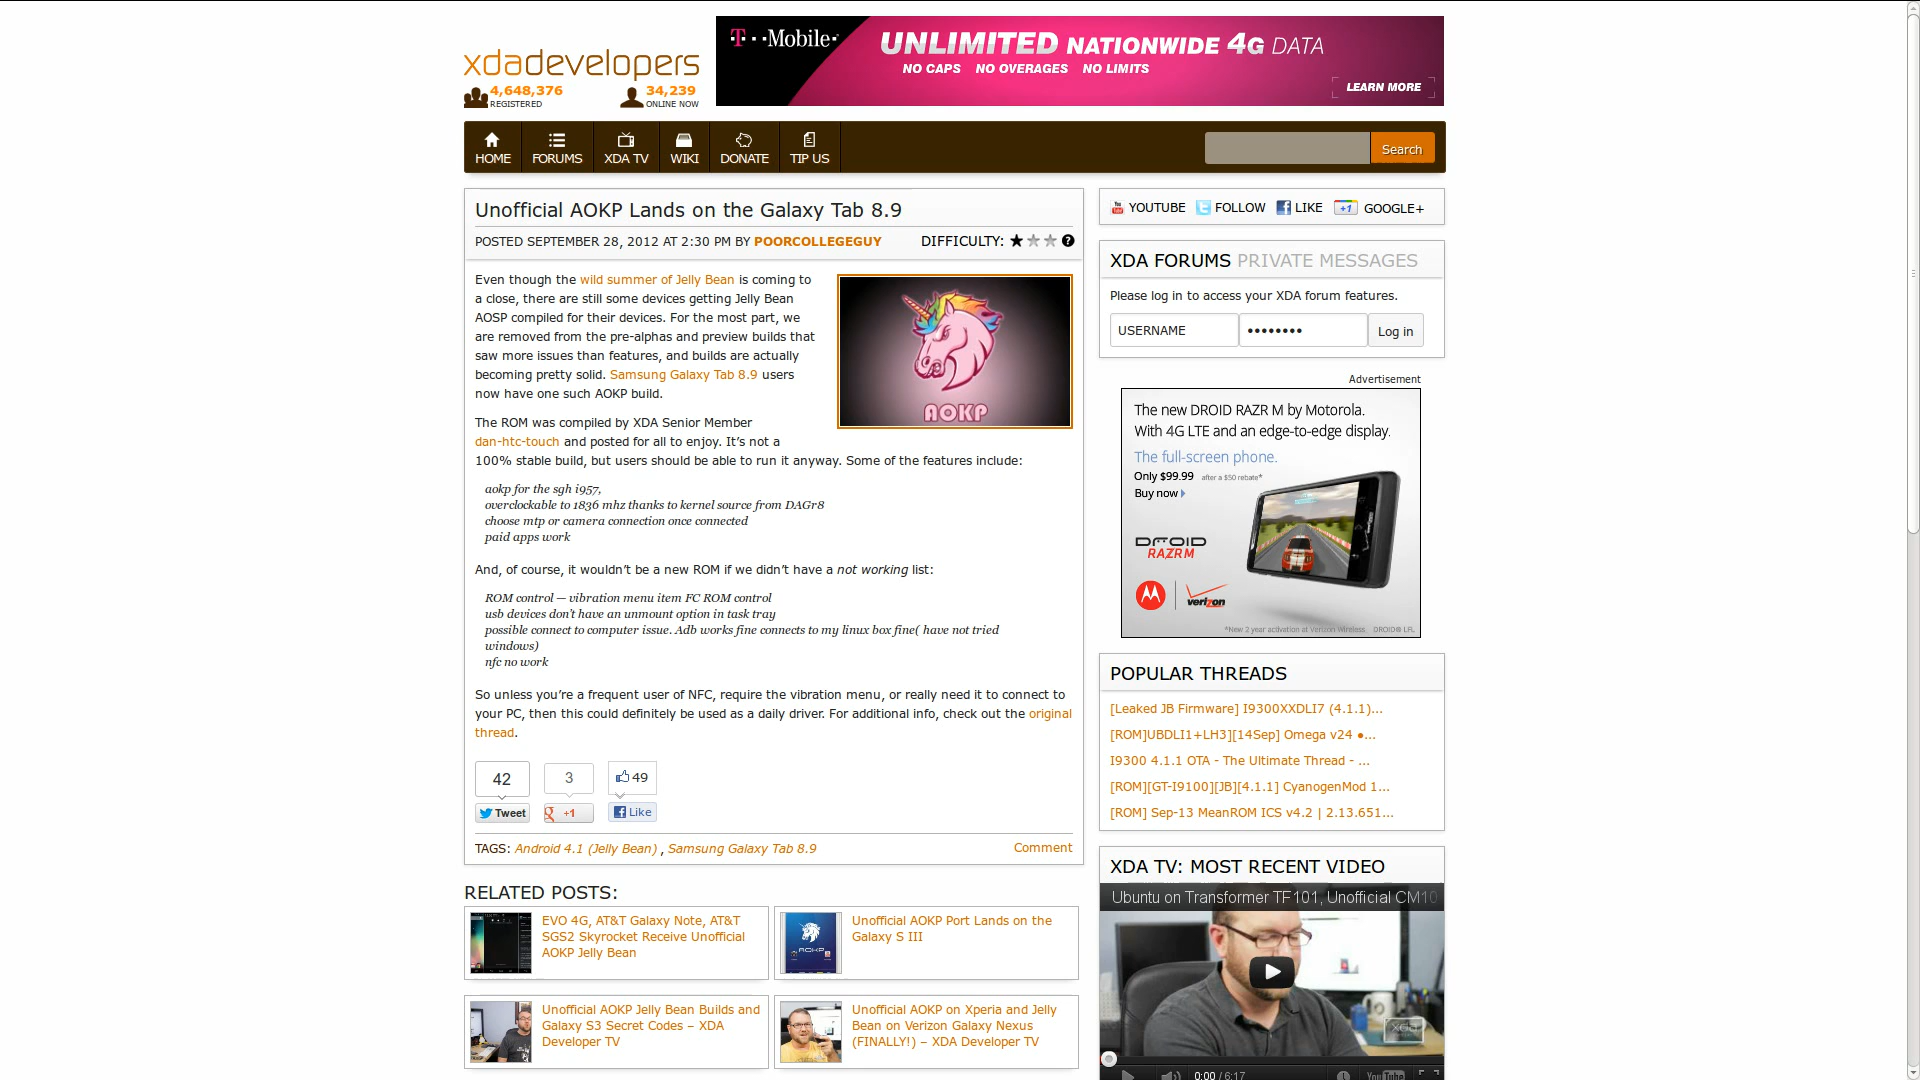 T··Mobile·
UNLIMITED NATIONWIDE 4G DATA
NO CAPS NO OVERAGES NO LIMITS
LEARN MORE
xdadevelopers
4,648,376
REGISTERED
34,239
ONLINE NOW
HOME
FORUMS
XDA TV
WIKI
DONATE
TIP US
Search
Unofficial AOKP Lands on the Galaxy Tab 8.9
POSTED SEPTEMBER 28, 2012 AT 2:30 PM BY POORCOLLEGEGUY
DIFFICULTY: ★★★ ?
Even though the wild summer of Jelly Bean is coming to
a close, there are still some devices getting Jelly Bean
AOSP compiled for their devices. For the most part, we
are removed from the pre-alphas and preview builds that
saw more issues than features, and builds are actually
becoming pretty solid. Samsung Galaxy Tab 8.9 users
now have one such AOKP build.
AOKP
The ROM was compiled by XDA Senior Member
dan-htc-touch and posted for all to enjoy. It’s not a
100% stable build, but users should be able to run it anyway. Some of the features include:
aokp for the sgh i957,
overclockable to 1836 mhz thanks to kernel source from DAGr8
choose mtp or camera connection once connected
paid apps work
And, of course, it wouldn’t be a new ROM if we didn’t have a not working list:
ROM control — vibration menu item FC ROM control
usb devices don’t have an unmount option in task tray
possible connect to computer issue. Adb works fine connects to my linux box fine( have not tried
windows)
nfc no work
So unless you’re a frequent user of NFC, require the vibration menu, or really need it to connect to
your PC, then this could definitely be used as a daily driver. For additional info, check out the original
thread.
42
3
49
Tweet
+1
Like
TAGS: Android 4.1 (Jelly Bean) , Samsung Galaxy Tab 8.9
Comment
RELATED POSTS:
EVO 4G, AT&T Galaxy Note, AT&T
SGS2 Skyrocket Receive Unofficial
AOKP Jelly Bean
AOKP
Unofficial AOKP Port Lands on the
Galaxy S III
Unofficial AOKP Jelly Bean Builds and
Galaxy S3 Secret Codes – XDA
Developer TV
Unofficial AOKP on Xperia and Jelly
Bean on Verizon Galaxy Nexus
(FINALLY!) – XDA Developer TV
YOUTUBE
FOLLOW
LIKE
+1 GOOGLE+
XDA FORUMS PRIVATE MESSAGES
Please log in to access your XDA forum features.
USERNAME
••••••••
Log in
Advertisement
The new DROID RAZR M by Motorola.
With 4G LTE and an edge-to-edge display.
The full-screen phone.
Only $99.99 after a $50 rebate*
Buy now
DROID
RAZR M
verizon
*New 2 year activation at Verizon Wireless. DROID® LFL.
POPULAR THREADS
[Leaked JB Firmware] I9300XXDLI7 (4.1.1)...
[ROM]UBDLI1+LH3][14Sep] Omega v24 ●...
I9300 4.1.1 OTA - The Ultimate Thread - ...
[ROM][GT-I9100][JB][4.1.1] CyanogenMod 1...
[ROM] Sep-13 MeanROM ICS v4.2 | 2.13.651...
XDA TV: MOST RECENT VIDEO
Ubuntu on Transformer TF101, Unofficial CM10
xda
0:00 / 6:17
YouTube